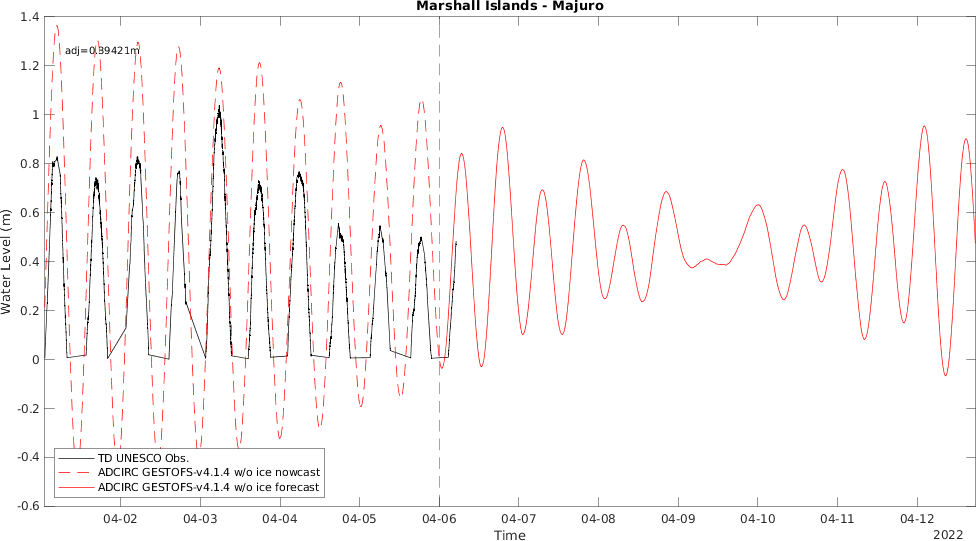 Marshall Islands - Majuro
1.4
1.2
1
0.8
0.6
0.4
0.2
0
-0.2
-0.4
-0.6
Water Level (m)
adj=0.39421m
TD UNESCO Obs.
ADCIRC GESTOFS-v4.1.4 w/o ice nowcast
ADCIRC GESTOFS-v4.1.4 w/o ice forecast
04-02 04-03 04-04 04-05 04-06 04-07 04-08 04-09 04-10 04-11 04-12
Time
2022